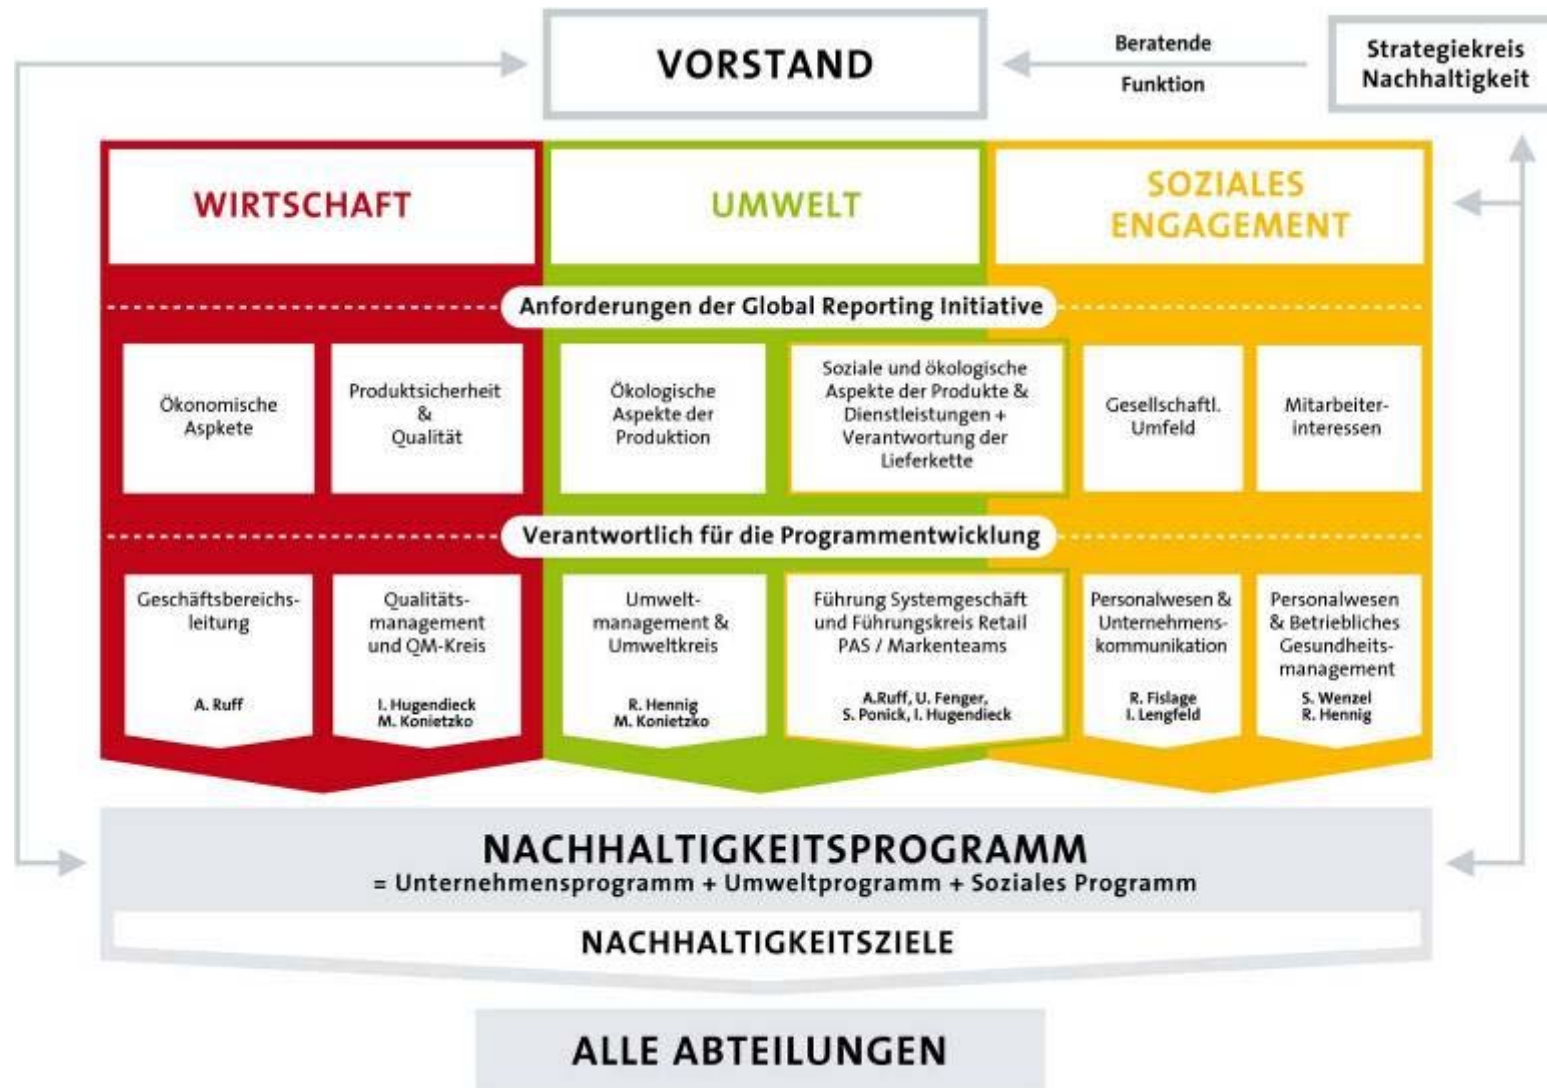 VORSTAND
Beratende
Funktion
Strategiekreis
Nachhaltigkeit
WIRTSCHAFT
UMWELT
SOZIALES
ENGAGEMENT
Anforderungen der Global Reporting Initiative
Ökonomische
Aspkete
Produktsicherheit
&
Qualität
Ökologische
Aspekte der
Produktion
Soziale und ökologische
Aspekte der Produkte &
Dienstleistungen +
Verantwortung der
Lieferkette
Gesellschaftl.
Umfeld
Mitarbeiter-
interessen
Verantwortlich für die Programmentwicklung
Geschäftsbereichs-
leitung
A. Ruff
Qualitäts-
management
und QM-Kreis
I. Hugendieck
M. Konietzko
Umwelt-
management &
Umweltkreis
R. Hennig
M. Konietzko
Führung Systemgeschäft
und Führungskreis Retail
PAS / Markenteams
A.Ruff, U. Fenger,
S. Ponick, I. Hugendieck
Personalwesen &
Unternehmens-
kommunikation
R. Fislage
I. Lengfeld
Personalwesen
& Betriebliches
Gesundheits-
management
S. Wenzel
R. Hennig
NACHHALTIGKEITSPROGRAMM
= Unternehmensprogramm + Umweltprogramm + Soziales Programm
NACHHALTIGKEITSZIELE
ALLE ABTEILUNGEN